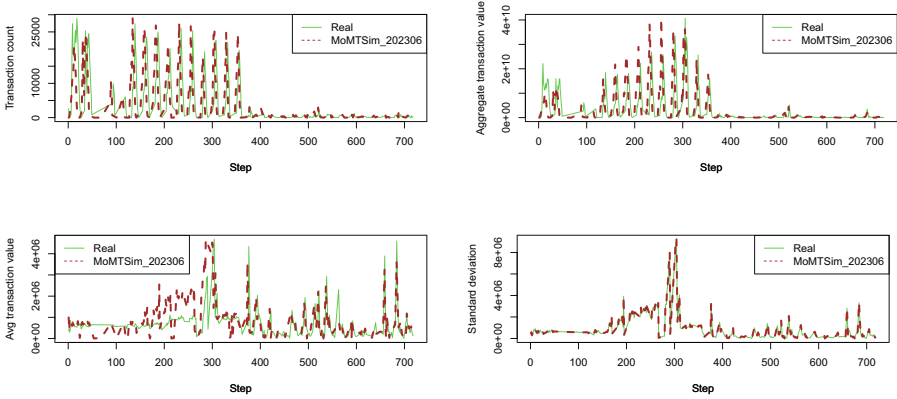 Transaction count
25000
10000
0
0 100 200 300 400 500 600 700
Step
Real
MoMTSim_202306
Aggregate transaction value
4e+10
2e+10
0e+00
0 100 200 300 400 500 600 700
Step
Real
MoMTSim_202306
Avg transaction value
4e+06
2e+06
0e+00
0 100 200 300 400 500 600 700
Step
Real
MoMTSim_202306
Standard deviation
8e+06
4e+06
0e+00
0 100 200 300 400 500 600 700
Step
Real
MoMTSim_202306